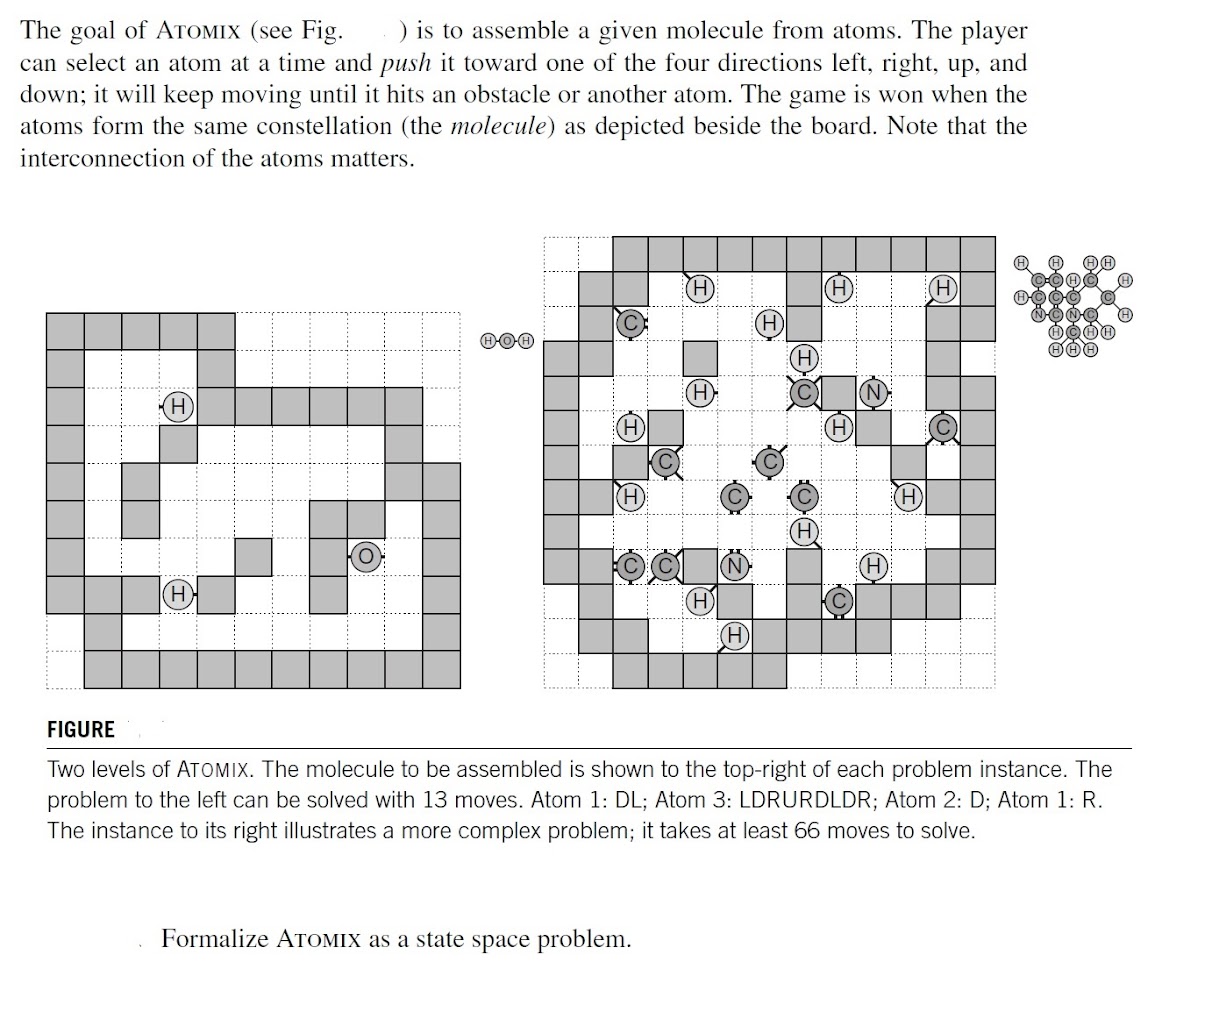 The goal of ATOMIX (see Fig. ) is to assemble a given molecule from atoms. The player
can select an atom at a time and push it toward one of the four directions left, right, up, and
down; it will keep moving until it hits an obstacle or another atom. The game is won when the
atoms form the same constellation (the molecule) as depicted beside the board. Note that the
interconnection of the atoms matters.
H
H
O
H O H
H H H
C H
H
H C N
H H C
C C
H C C H
H
C C N H
H C
H
H H H H
C C H C H
H C C C C
N C N C H
H C H H
H H H
FIGURE
Two levels of ATOMIX. The molecule to be assembled is shown to the top-right of each problem instance. The
problem to the left can be solved with 13 moves. Atom 1: DL; Atom 3: LDRURDLDR; Atom 2: D; Atom 1: R.
The instance to its right illustrates a more complex problem; it takes at least 66 moves to solve.
Formalize ATOMIX as a state space problem.